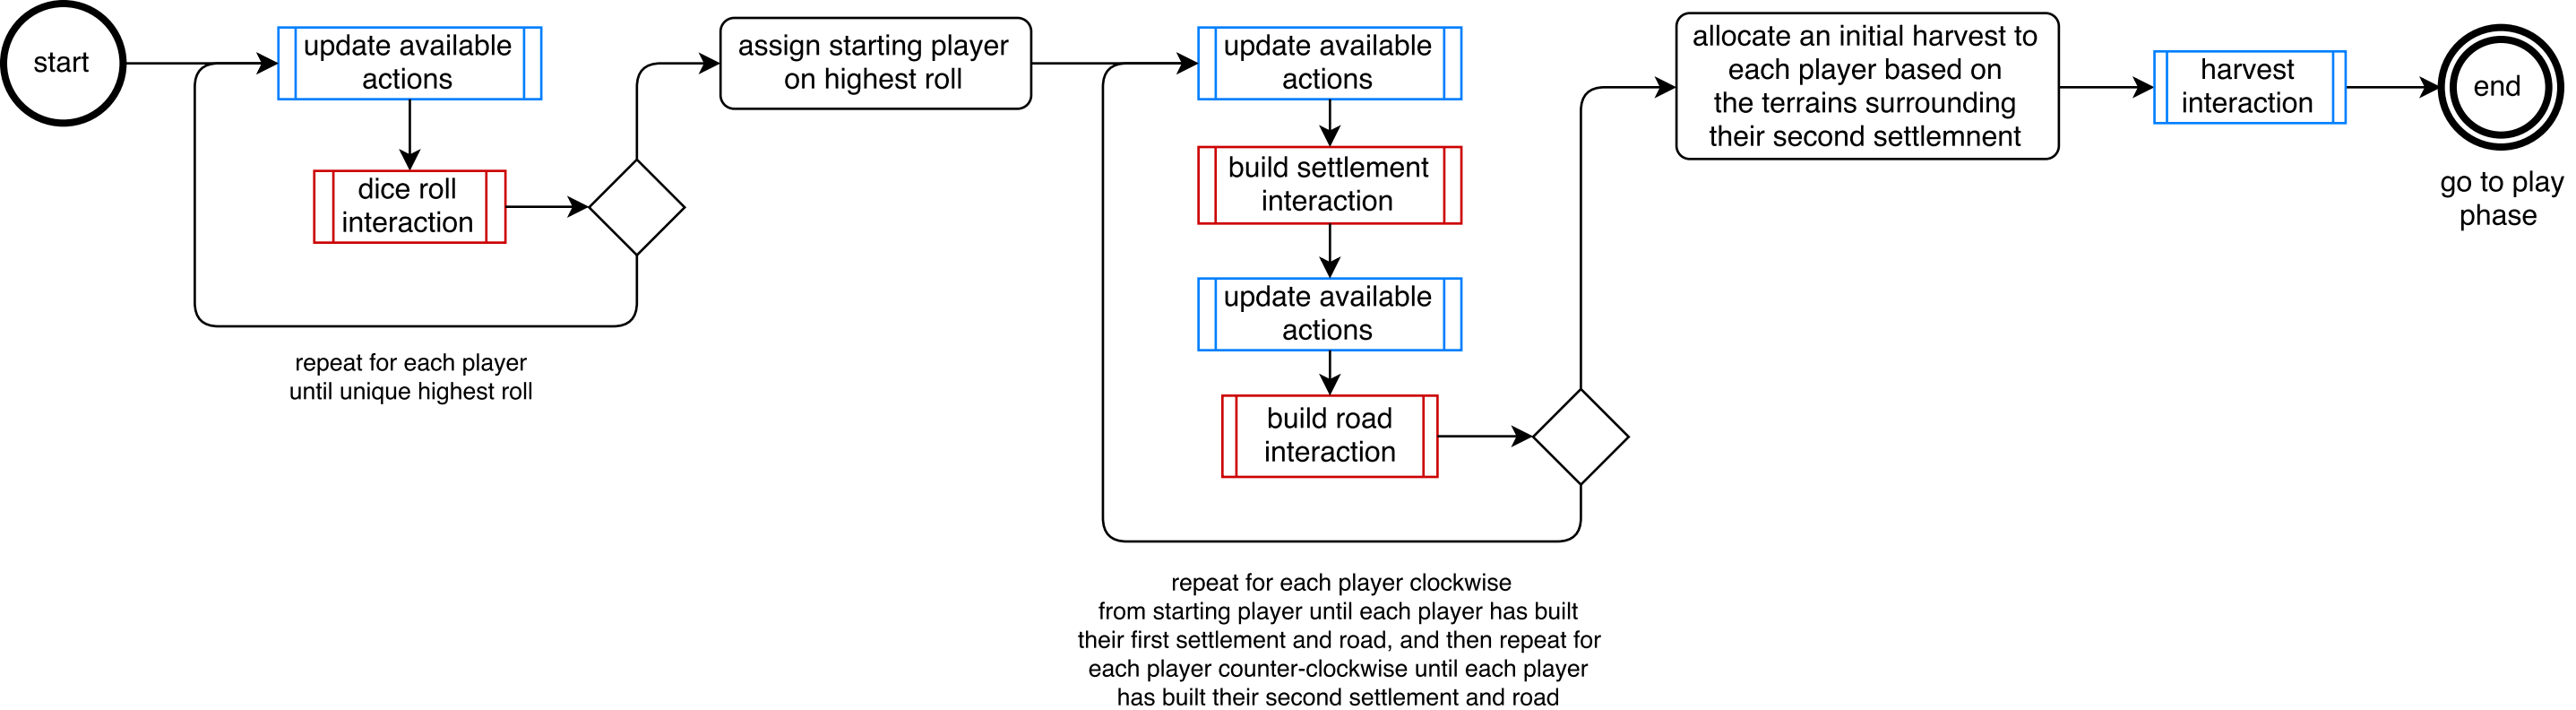 start
update available
actions
dice roll
interaction
repeat for each player
until unique highest roll
assign starting player
on highest roll
update available
actions
build settlement
interaction
update available
actions
build road
interaction
repeat for each player clockwise
from starting player until each player has built
their first settlement and road, and then repeat for
each player counter-clockwise until each player
has built their second settlement and road
allocate an initial harvest to
each player based on
the terrains surrounding
their second settlemnent
harvest
interaction
end
go to play
phase